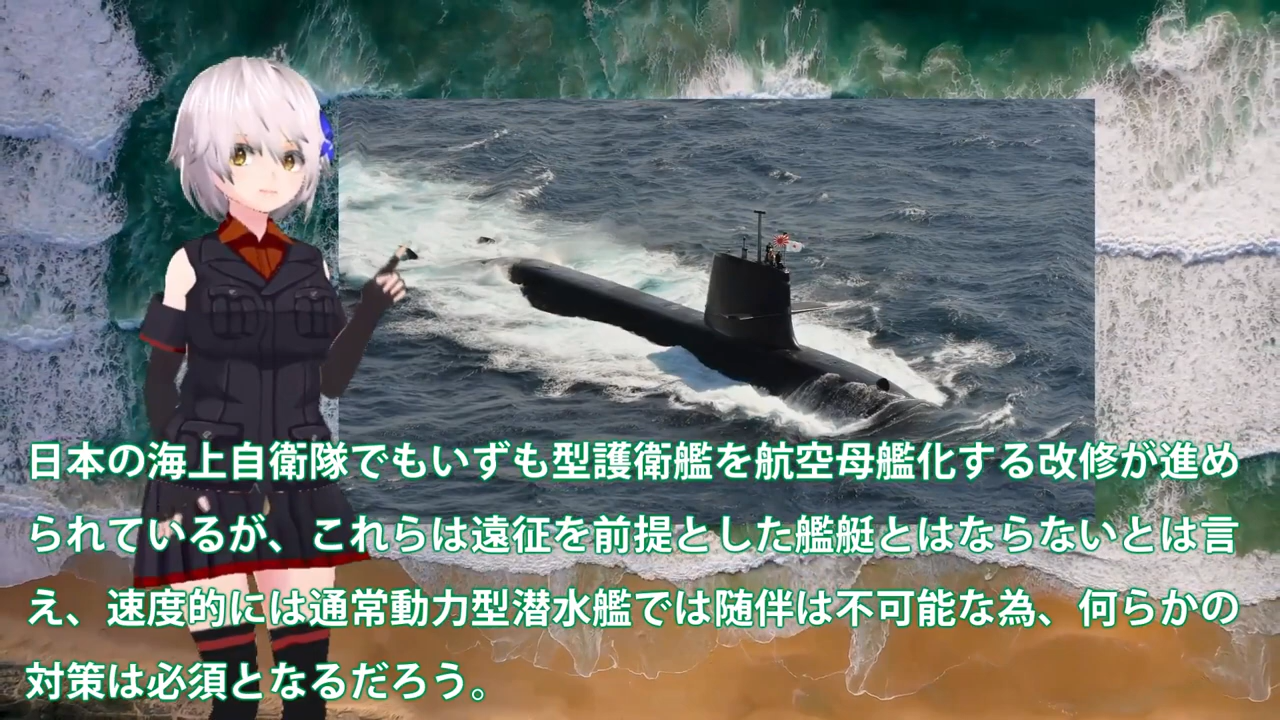 日本の海上自衛隊でもいずも型護衛艦を航空母艦化する改修が進め
られているが、これらは遠征を前提とした艦艇とはならないとは言
え、速度的には通常動力型潜水艦では随伴は不可能な為、何らかの
対策は必須となるだろう。